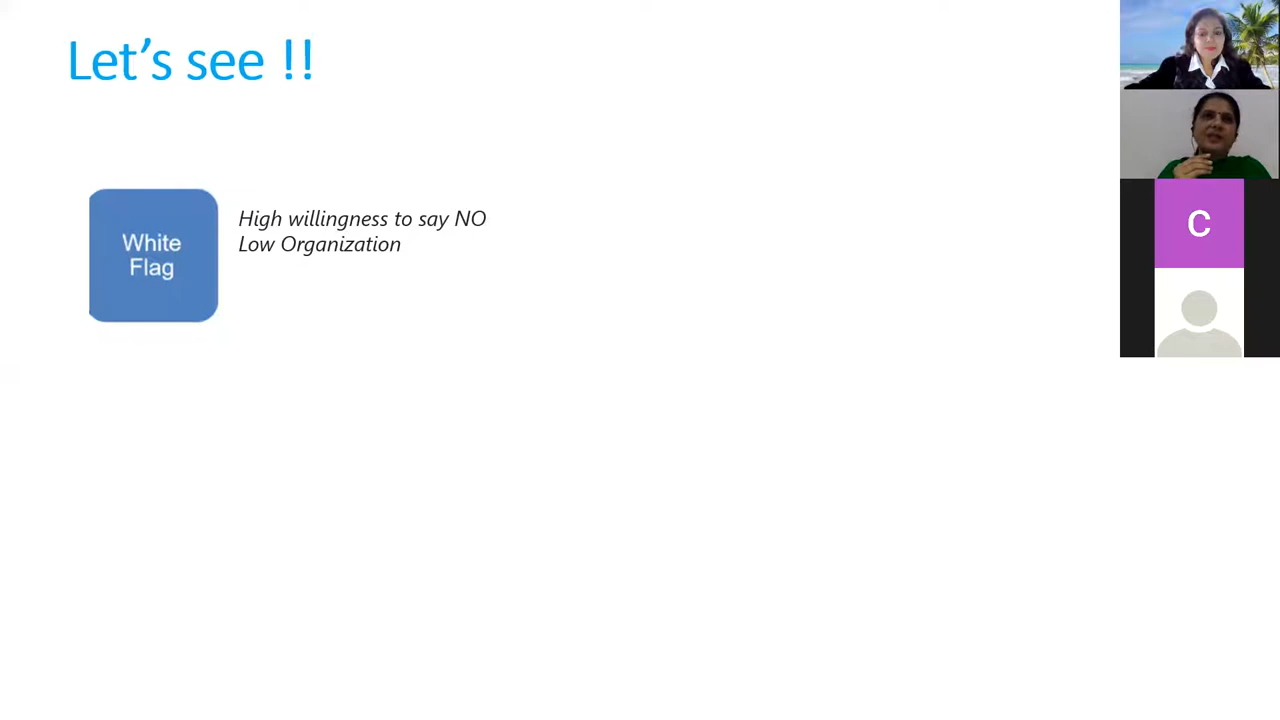 Let's see !!
White
Flag
High willingness to say NO
Low Organization
C